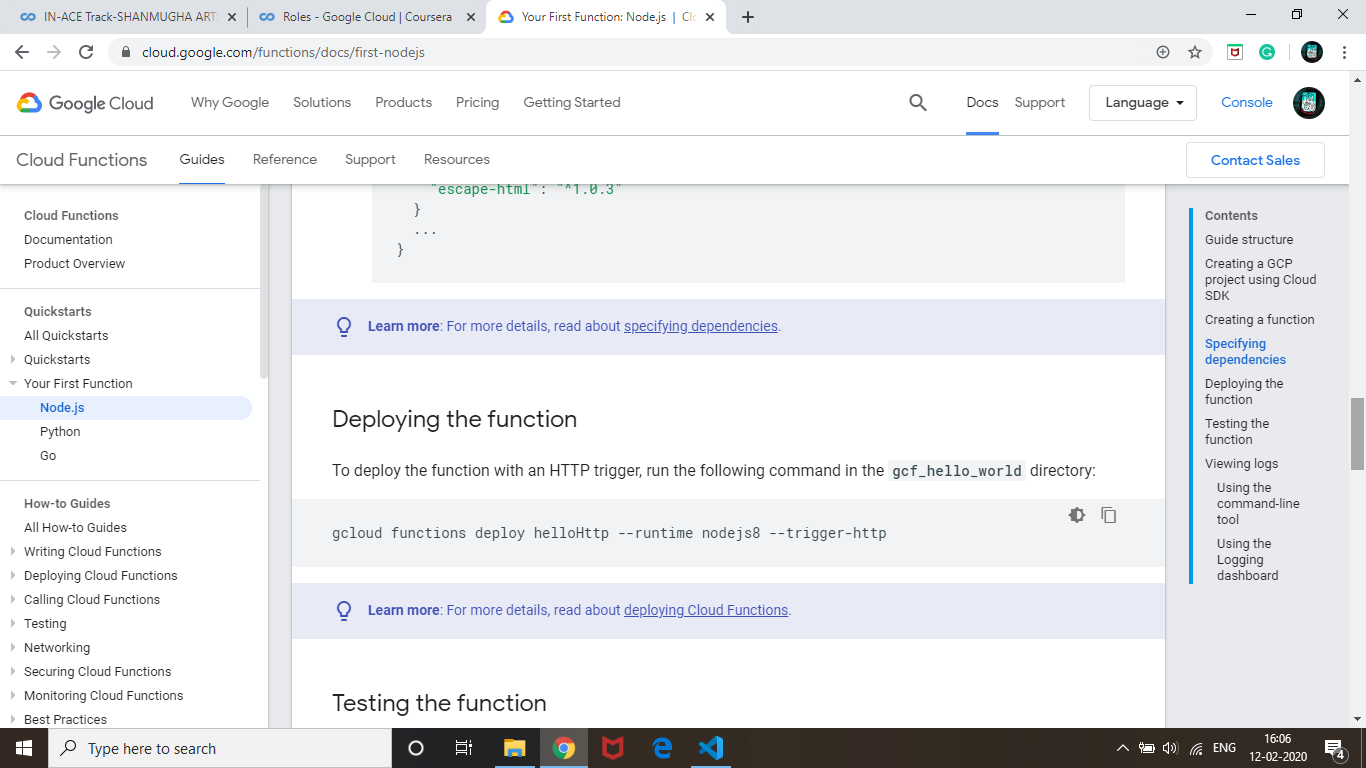 IN-ACE Track-SHANMUGHA ART
Roles - Google Cloud | Coursera
Your First Function: Node.js | Clo
cloud.google.com/functions/docs/first-nodejs
Google Cloud
Why Google
Solutions
Products
Pricing
Getting Started
Docs
Support
Language
Console
Cloud Functions
Guides
Reference
Support
Resources
Contact Sales
Cloud Functions
Documentation
Product Overview
Quickstarts
All Quickstarts
Quickstarts
Your First Function
Node.js
Python
Go
How-to Guides
All How-to Guides
Writing Cloud Functions
Deploying Cloud Functions
Calling Cloud Functions
Testing
Networking
Securing Cloud Functions
Monitoring Cloud Functions
Best Practices
"escape-html": "^1.0.3"
}
...
}
Learn more: For more details, read about specifying dependencies.
Deploying the function
To deploy the function with an HTTP trigger, run the following command in the gcf_hello_world directory:
gcloud functions deploy helloHttp --runtime nodejs8 --trigger-http
Learn more: For more details, read about deploying Cloud Functions.
Testing the function
Contents
Guide structure
Creating a GCP
project using Cloud
SDK
Creating a function
Specifying
dependencies
Deploying the
function
Testing the
function
Viewing logs
Using the
command-line
tool
Using the
Logging
dashboard
Type here to search
ENG
16:06
12-02-2020
4